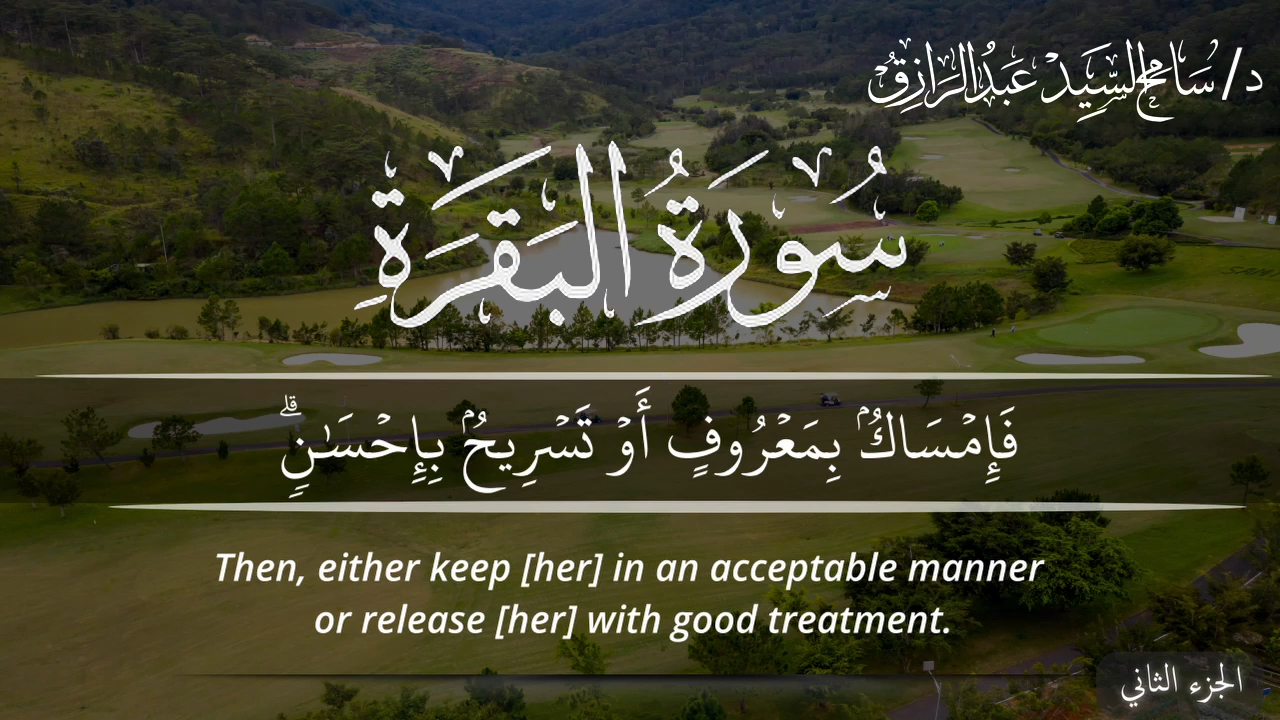 د/ سَامح السَّيِّدْ عَبْدُ الرَّازِقُ
سُورَةُ البَقَرَةِ
فَإِمۡسَاكُۢ بِمَعۡرُوفٍ أَوۡ تَسۡرِيحُۢ بِإِحۡسَٰنٖۗ
Then, either keep [her] in an acceptable manner
or release [her] with good treatment.
الجزء الثاني